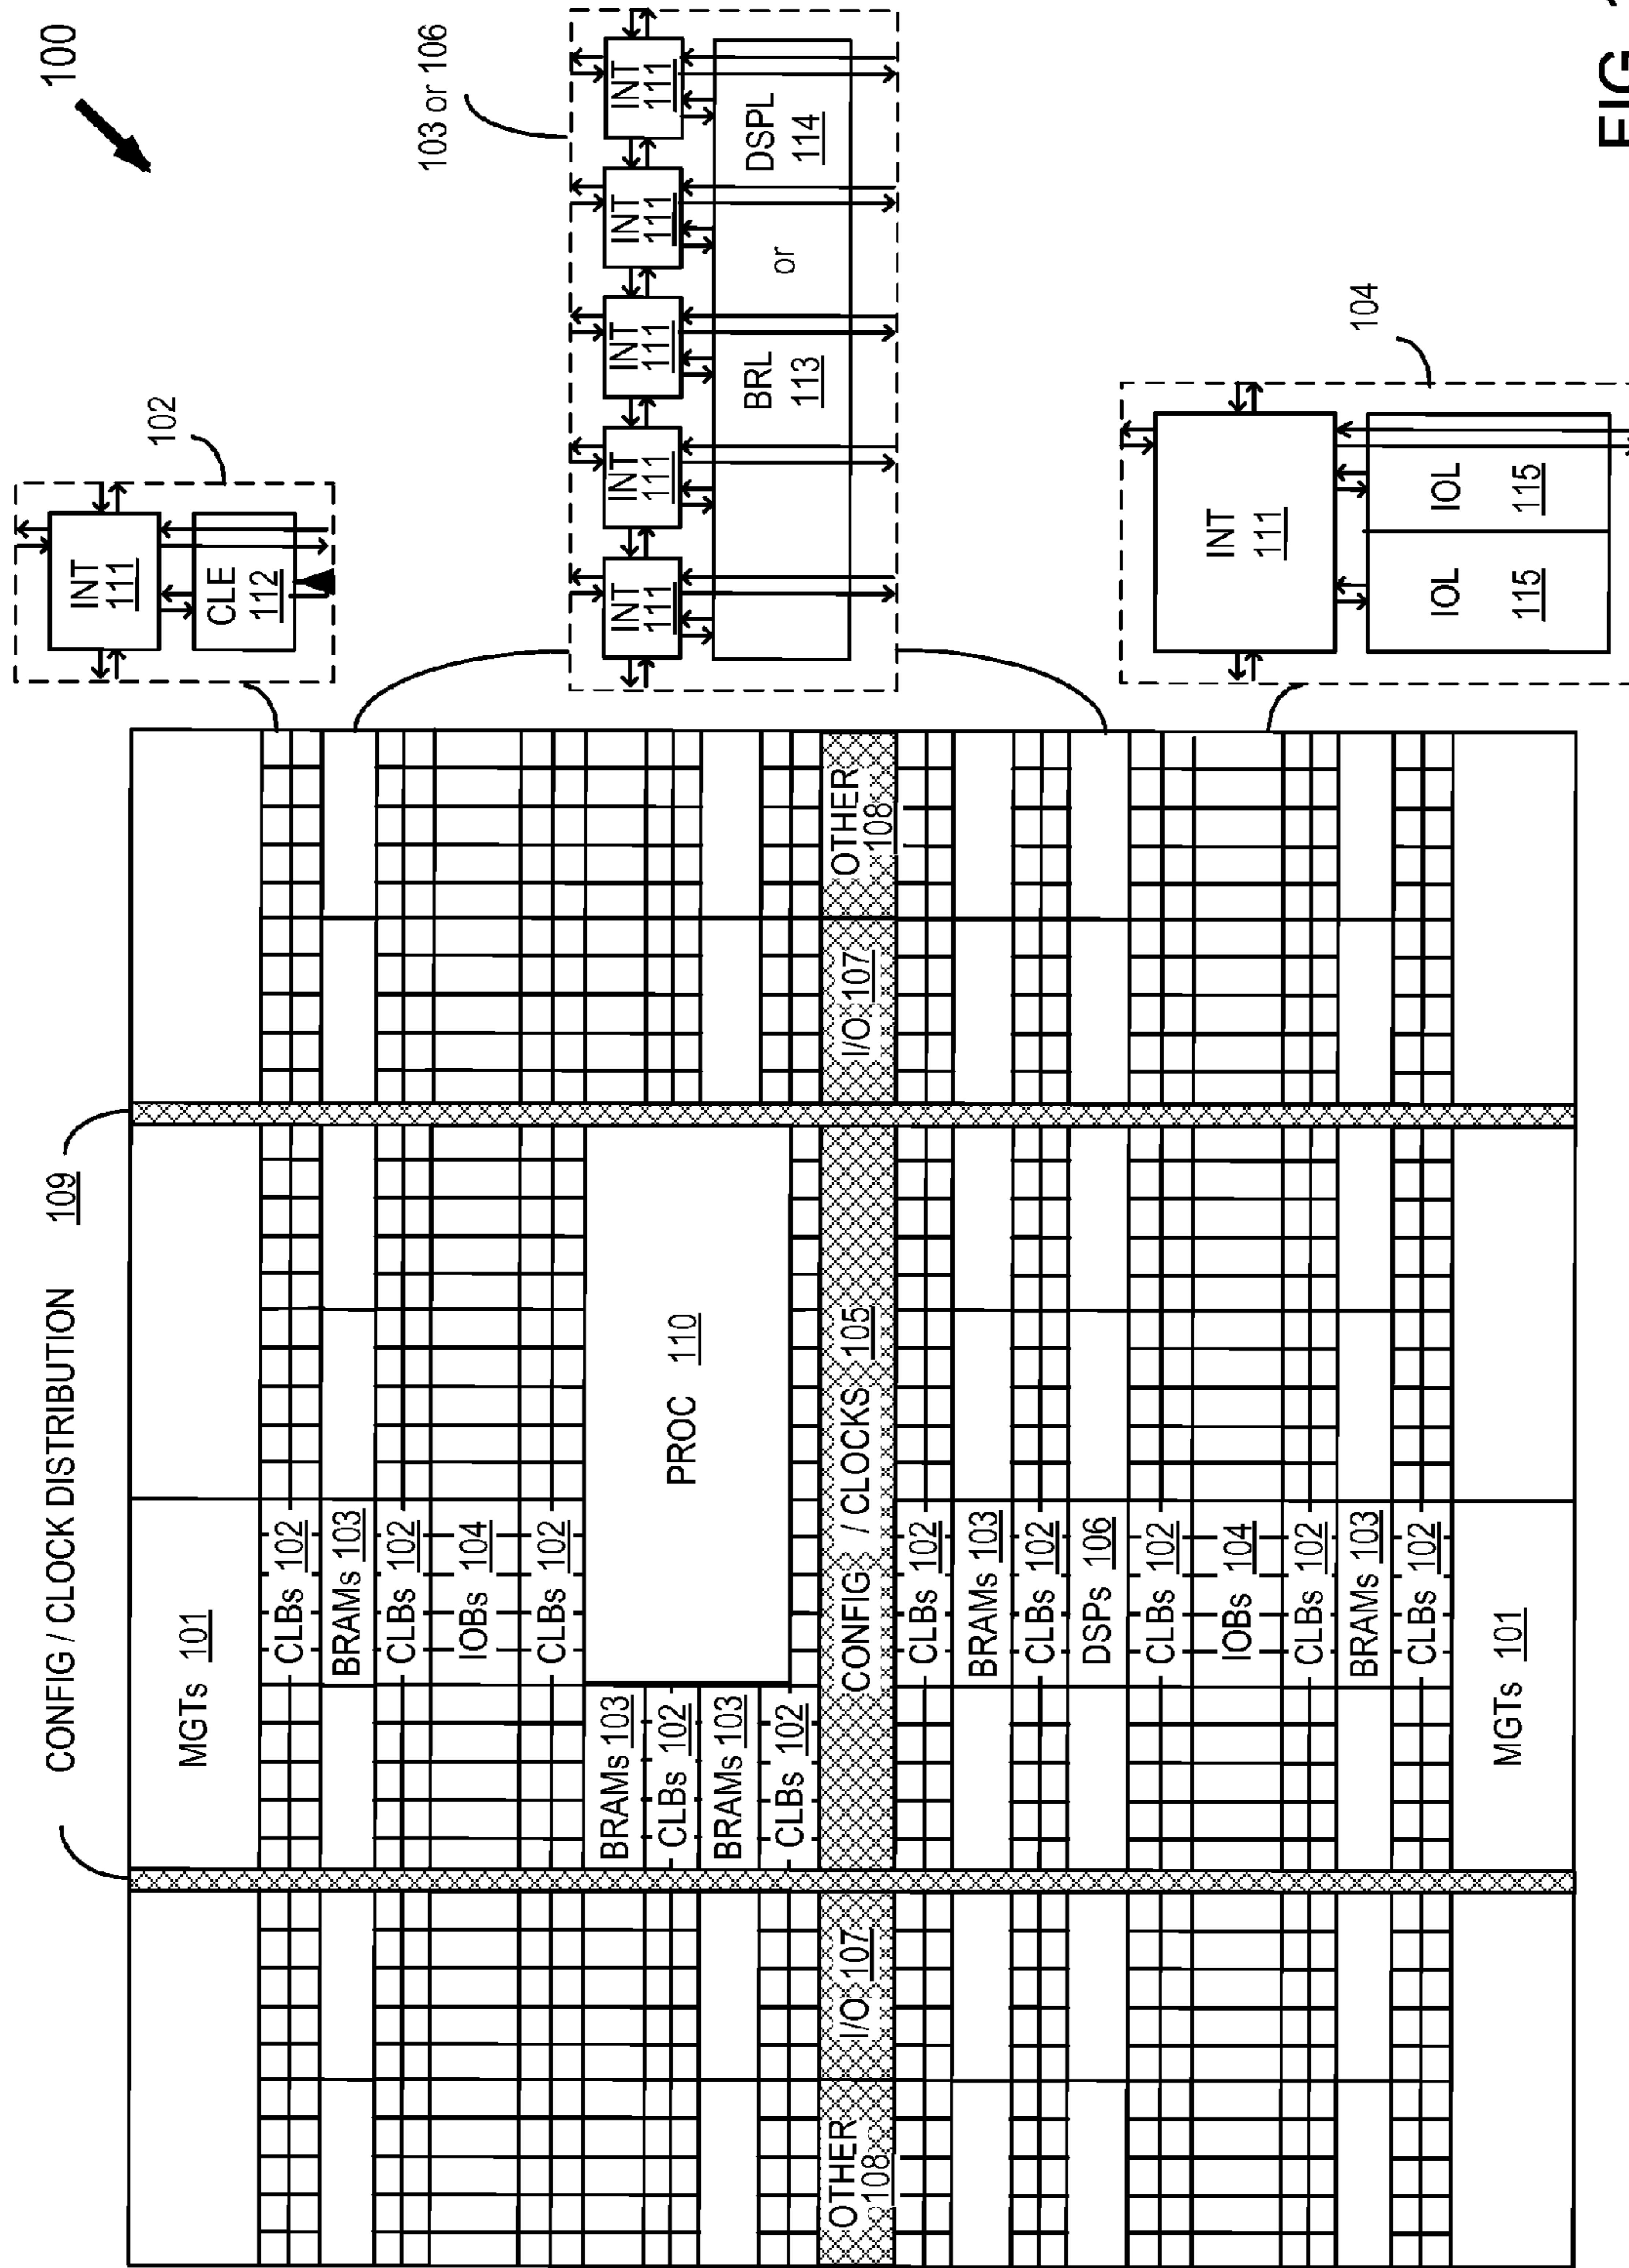 100
CONFIG / CLOCK DISTRIBUTION 109
MGTs 101
CLBs 102
BRAMs 103
CLBs 102
IOBs 104
CLBs 102
BRAMs 103
CLBs 102
BRAMs 103
CLBs 102
PROC 110
OTHER
108
I/O 107
CONFIG / CLOCKS 105
I/O 107
OTHER
108
CLBs 102
BRAMs 103
CLBs 102
DSPs 106
CLBs 102
IOBs 104
CLBs 102
BRAMs 103
CLBs 102
MGTs 101
102
INT
111
CLE
112
103 or 106
INT
111
INT
111
INT
111
INT
111
INT
111
BRL
113
or
DSPL
114
104
INT
111
IOL
115
IOL
115
FIG